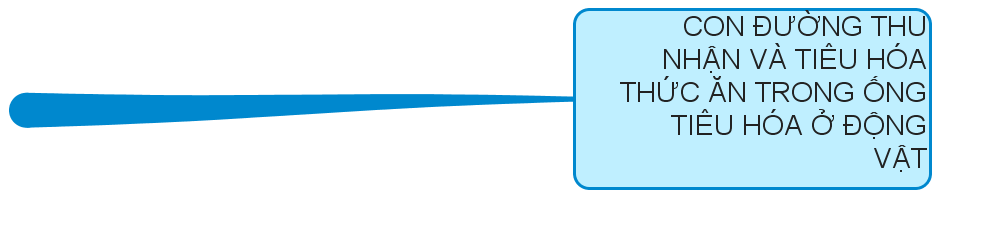 CON ĐƯỜNG THU
NHẬN VÀ TIÊU HÓA
THỨC ĂN TRONG ỐNG
TIÊU HÓA Ở ĐỘNG
VẬT